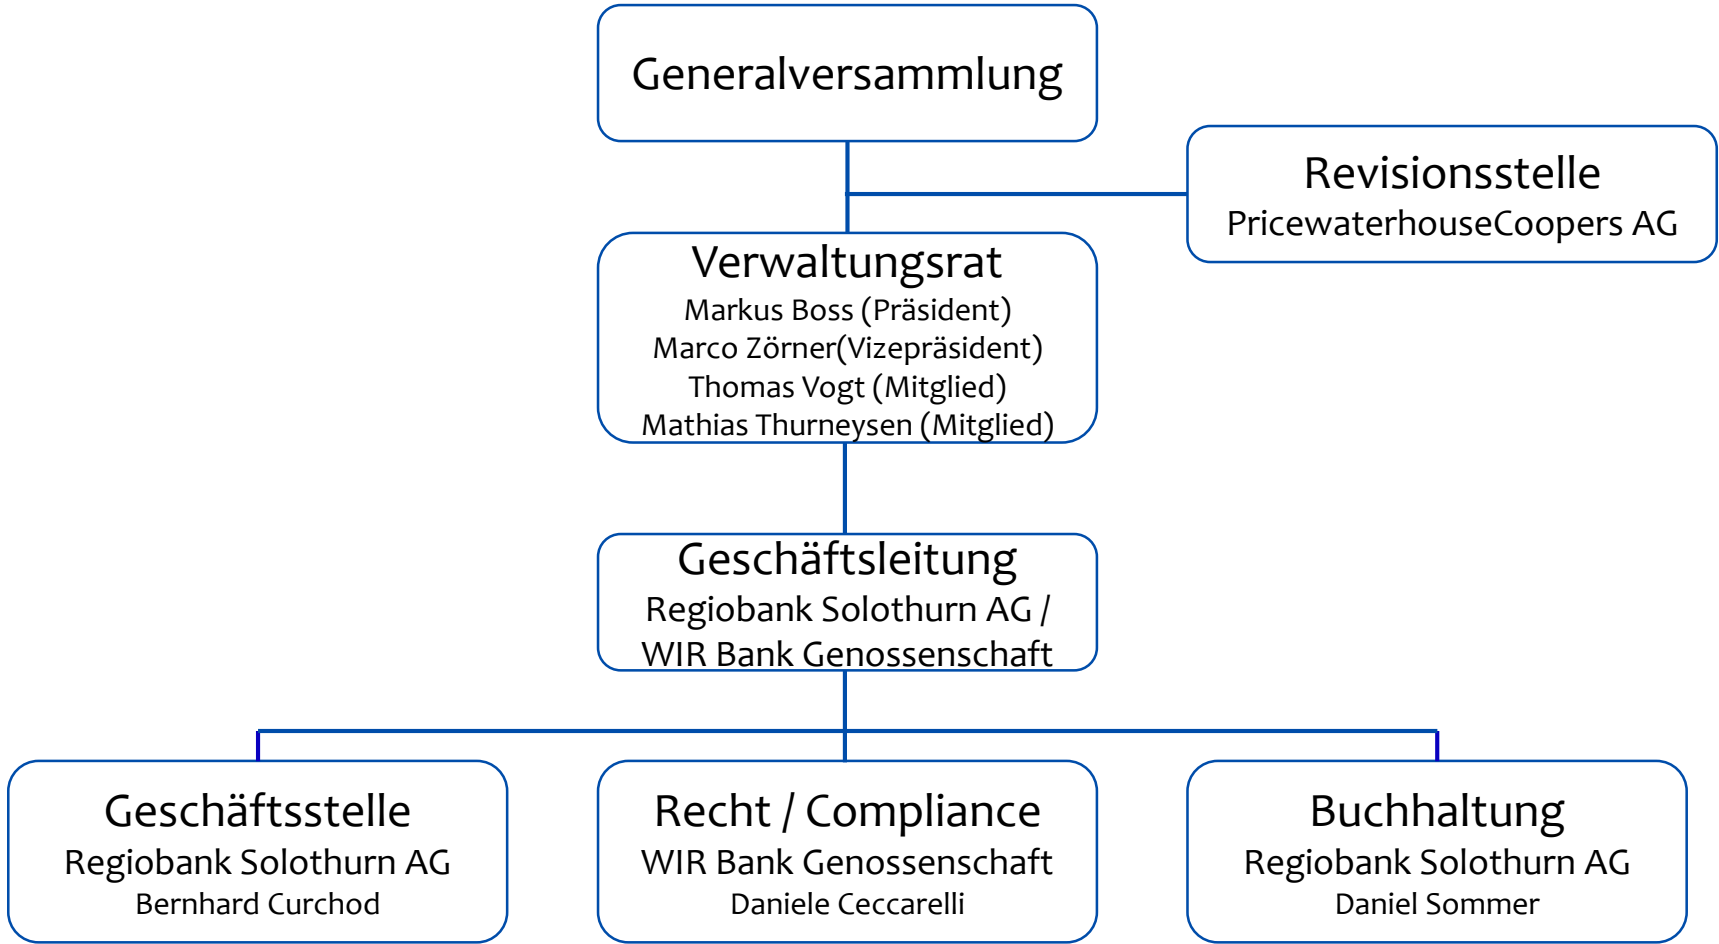 Generalversammlung
Revisionsstelle
PricewaterhouseCoopers AG
Verwaltungsrat
Markus Boss (Präsident)
Marco Zörner(Vizepräsident)
Thomas Vogt (Mitglied)
Mathias Thurneysen (Mitglied)
Geschäftsleitung
Regiobank Solothurn AG /
WIR Bank Genossenschaft
Geschäftsstelle
Regiobank Solothurn AG
Bernhard Curchod
Recht / Compliance
WIR Bank Genossenschaft
Daniele Ceccarelli
Buchhaltung
Regiobank Solothurn AG
Daniel Sommer